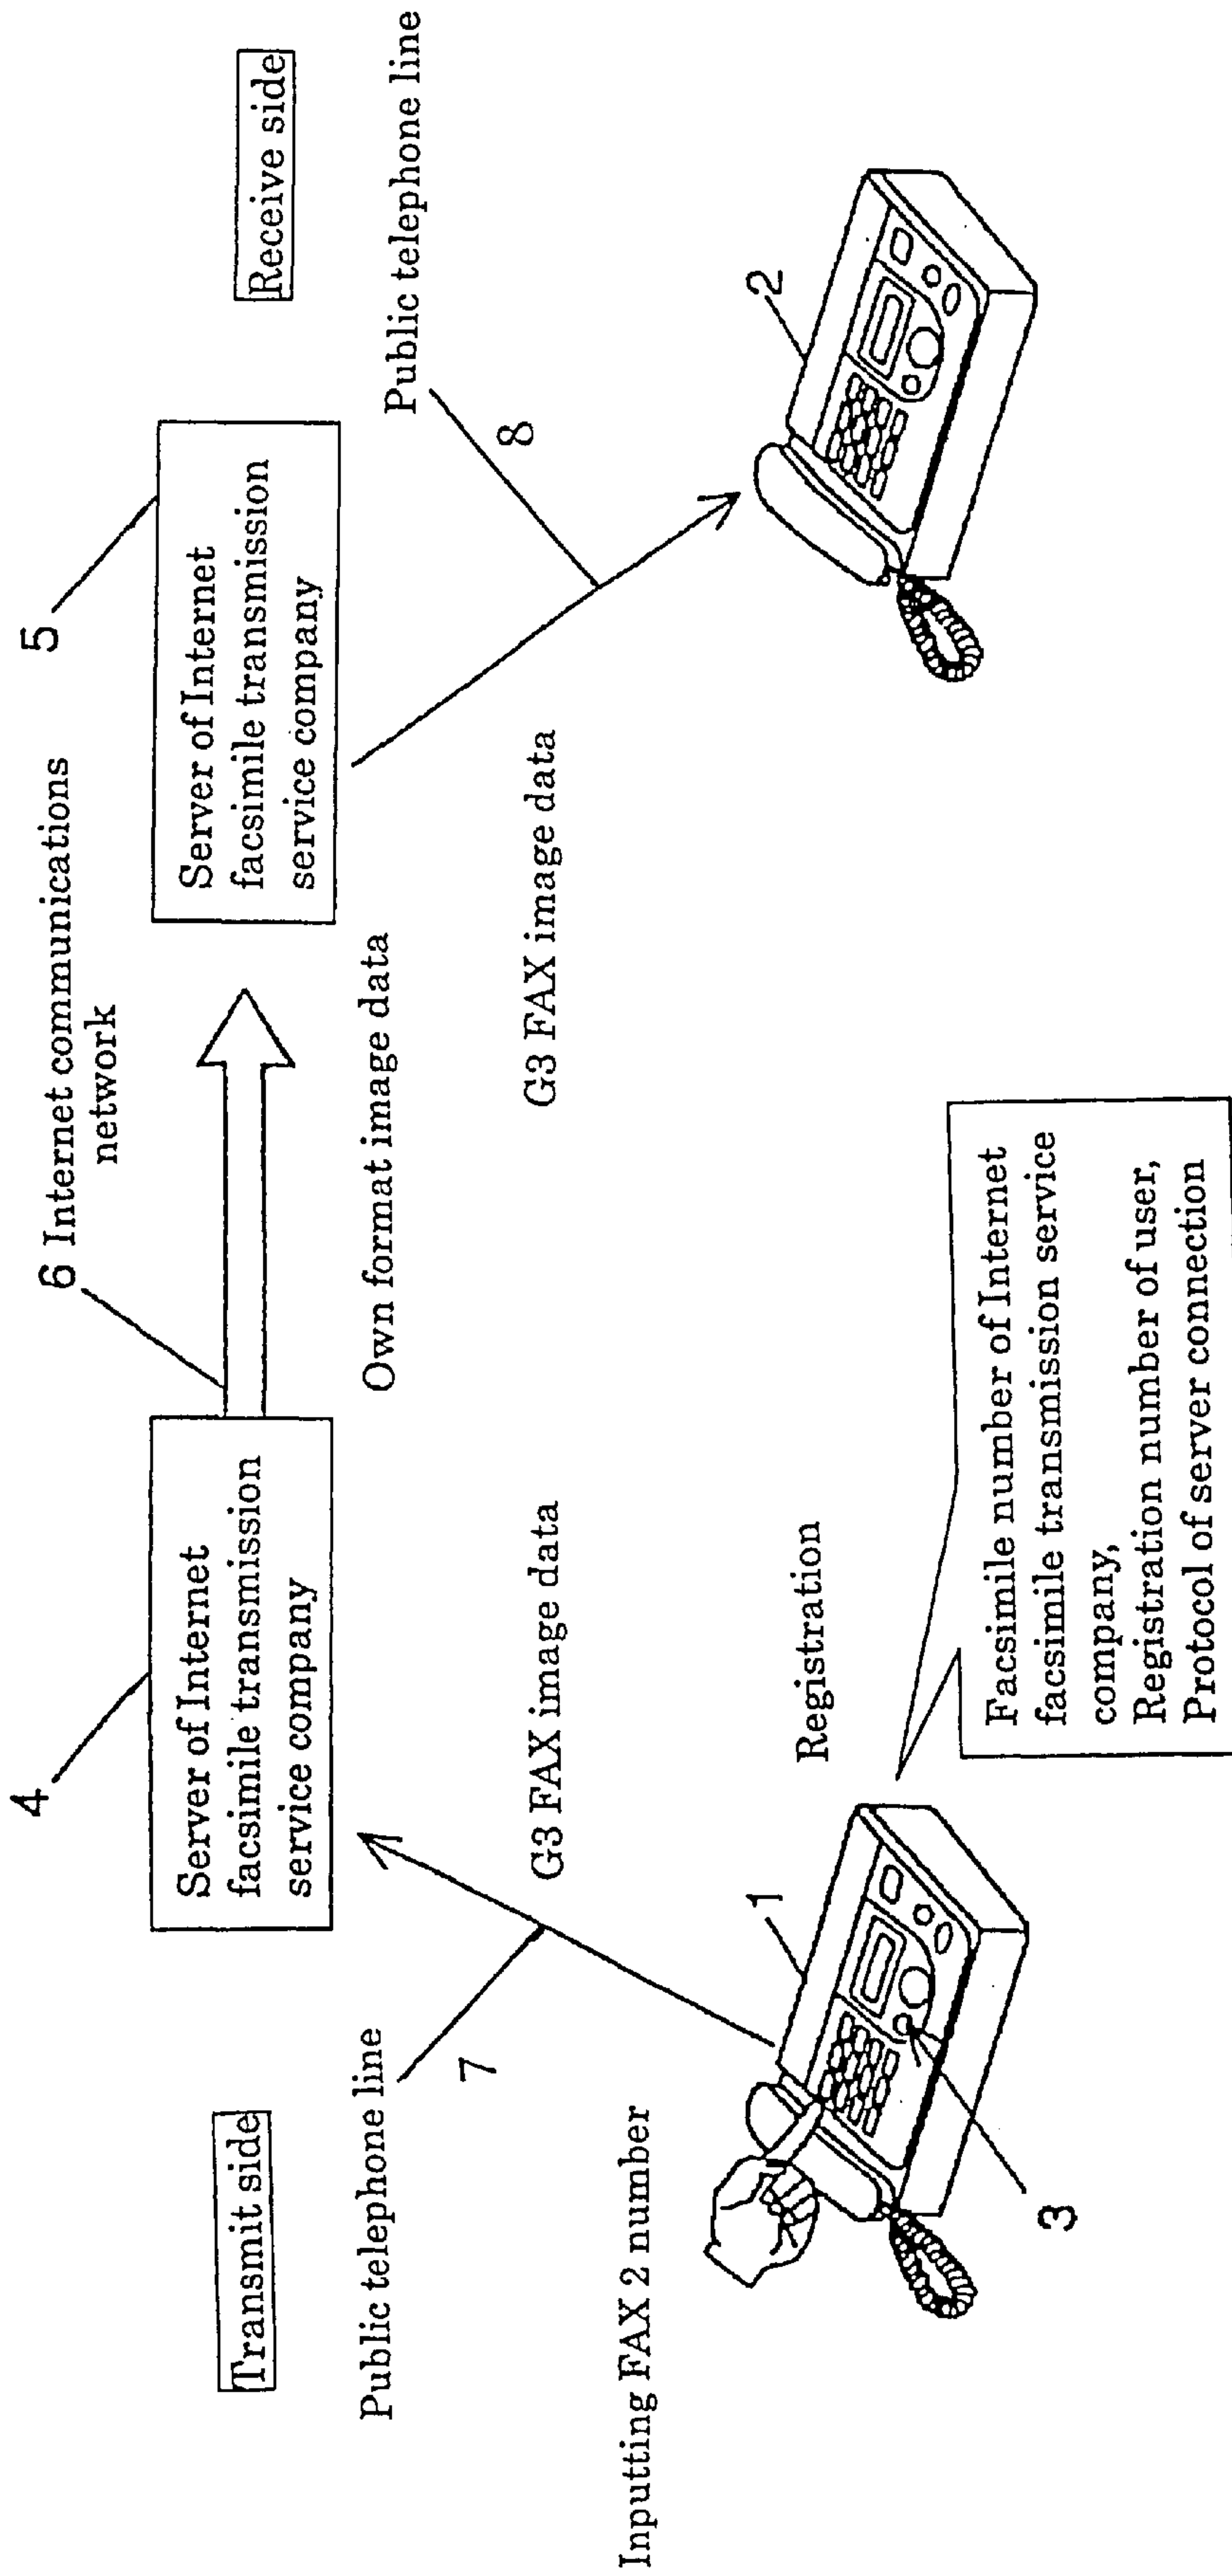 Transmit side
Receive side
4
Server of Internet
facsimile transmission
service company
6 Internet communications
network
5
Server of Internet
facsimile transmission
service company
Public telephone line
7
Own format image data
Public telephone line
8
G3 FAX image data
G3 FAX image data
Inputting FAX 2 number
1
Registration
2
3
Facsimile number of Internet
facsimile transmission service
company,
Registration number of user,
Protocol of server connection